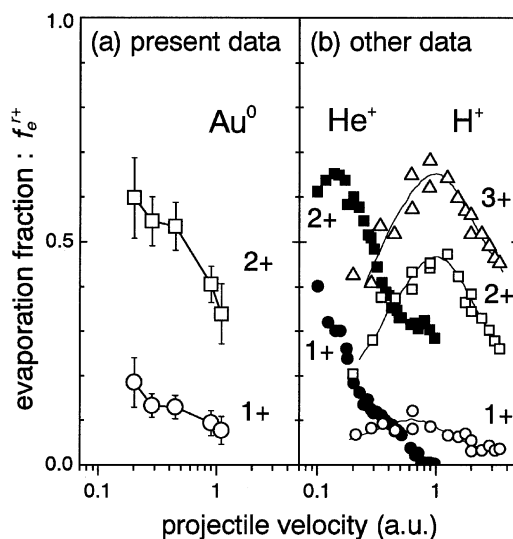 1.0
(a) present data
(b) other data
Au⁰
He⁺
H⁺
evaporation fraction : f_e^{r+}
3+
2+
2+
0.5
2+
1+
1+
1+
0.0
0.1
1
0.1
1
projectile velocity (a.u.)